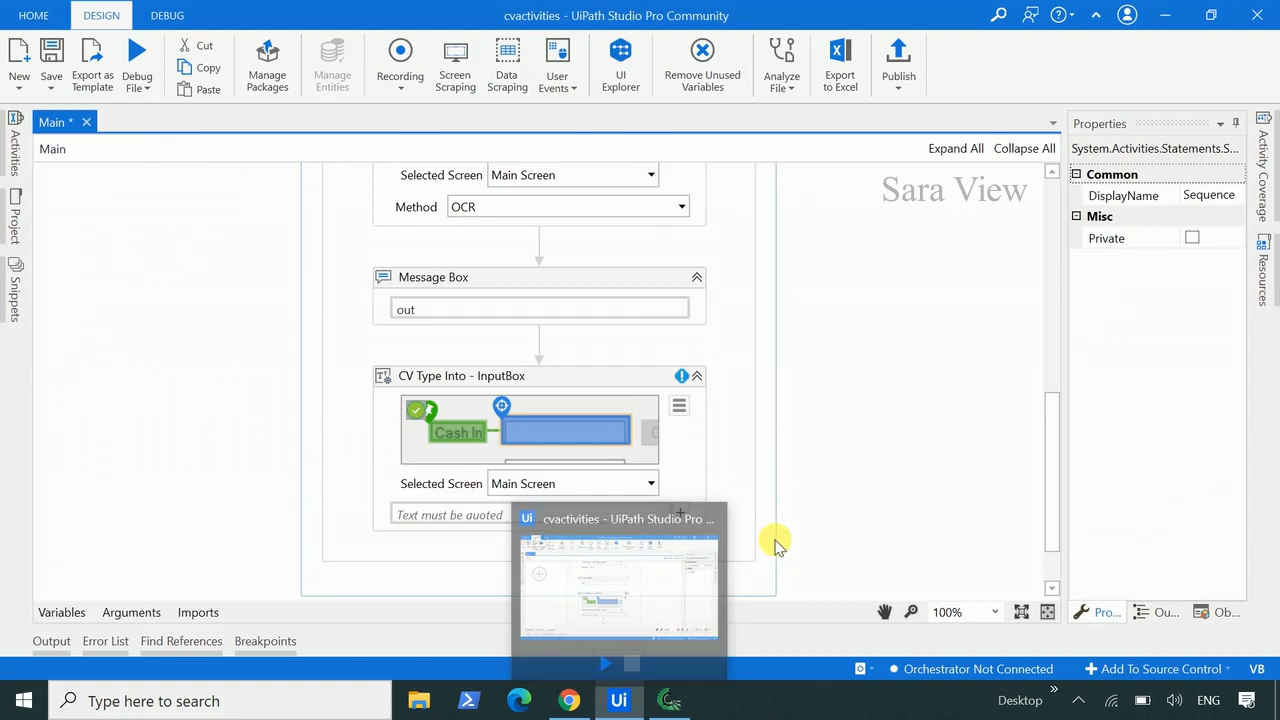 HOME
DESIGN
DEBUG
cvactivities - UiPath Studio Pro Community
New
Save
Export as Template
Debug File
Cut
Copy
Paste
Manage Packages
Manage Entities
Recording
Screen Scraping
Data Scraping
User Events
UI Explorer
Remove Unused Variables
Analyze File
Export to Excel
Publish
Main *
Properties
Main
Expand All
Collapse All
System.Activities.Statements.S...
Common
DisplayName
Sequence
Misc
Private
Activities
Project
Snippets
Activity Coverage
Resources
Sara View
Selected Screen
Main Screen
Method
OCR
Message Box
out
CV Type Into - InputBox
Cash In
Selected Screen
Main Screen
Text must be quoted
cvactivities - UiPath Studio Pro ...
Variables
Arguments
Imports
100%
Pro...
Ou...
Ob...
Output
Error List
Find References
Breakpoints
Orchestrator Not Connected
Add To Source Control
VB
Type here to search
Ui
Desktop
ENG